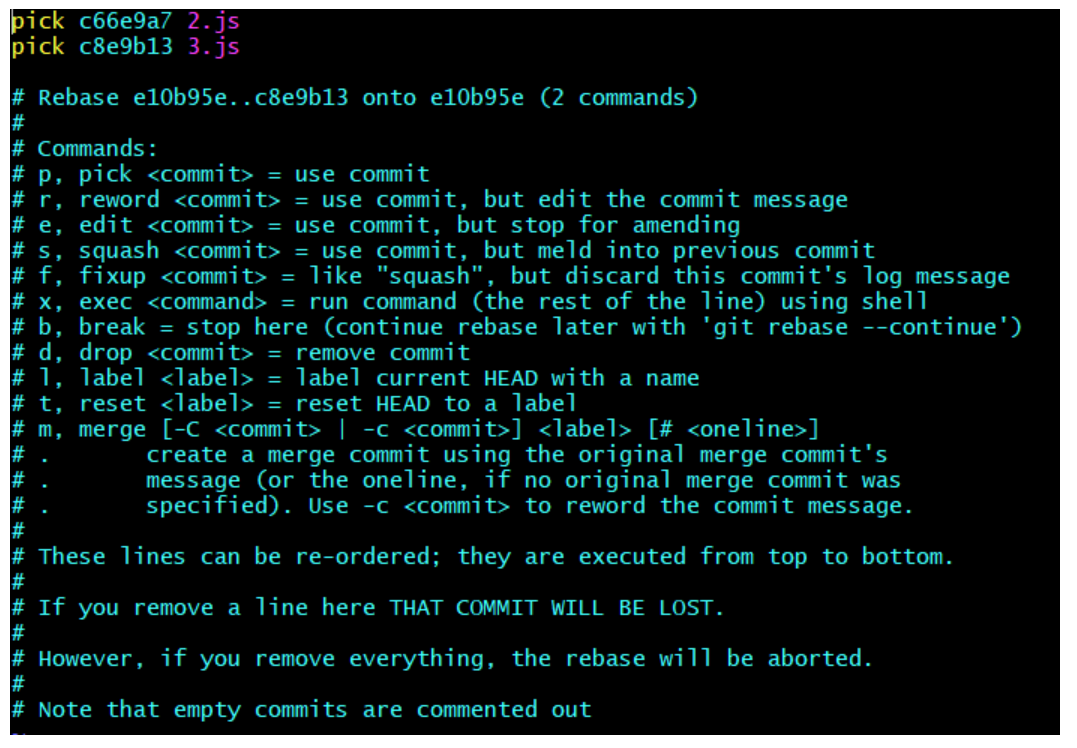 pick c66e9a7 2.js
pick c8e9b13 3.js
# Rebase e10b95e..c8e9b13 onto e10b95e (2 commands)
#
# Commands:
# p, pick <commit> = use commit
# r, reword <commit> = use commit, but edit the commit message
# e, edit <commit> = use commit, but stop for amending
# s, squash <commit> = use commit, but meld into previous commit
# f, fixup <commit> = like "squash", but discard this commit's log message
# x, exec <command> = run command (the rest of the line) using shell
# b, break = stop here (continue rebase later with 'git rebase --continue')
# d, drop <commit> = remove commit
# l, label <label> = label current HEAD with a name
# t, reset <label> = reset HEAD to a label
# m, merge [-C <commit> | -c <commit>] <label> [# <oneline>]
# .       create a merge commit using the original merge commit's
# .       message (or the oneline, if no original merge commit was
# .       specified). Use -c <commit> to reword the commit message.
#
# These lines can be re-ordered; they are executed from top to bottom.
#
# If you remove a line here THAT COMMIT WILL BE LOST.
#
# However, if you remove everything, the rebase will be aborted.
#
# Note that empty commits are commented out